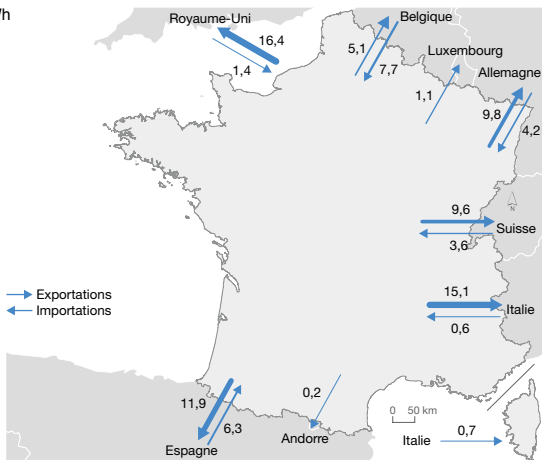 /h
Royaume-Uni
16,4
1,4
Belgique
5,1
7,7
Luxembourg
1,1
Allemagne
9,8
4,2
N
9,6
Suisse
3,6
Exportations
Importations
15,1
Italie
0,6
11,9
6,3
Espagne
0,2
Andorre
0 50 km
Italie
0,7